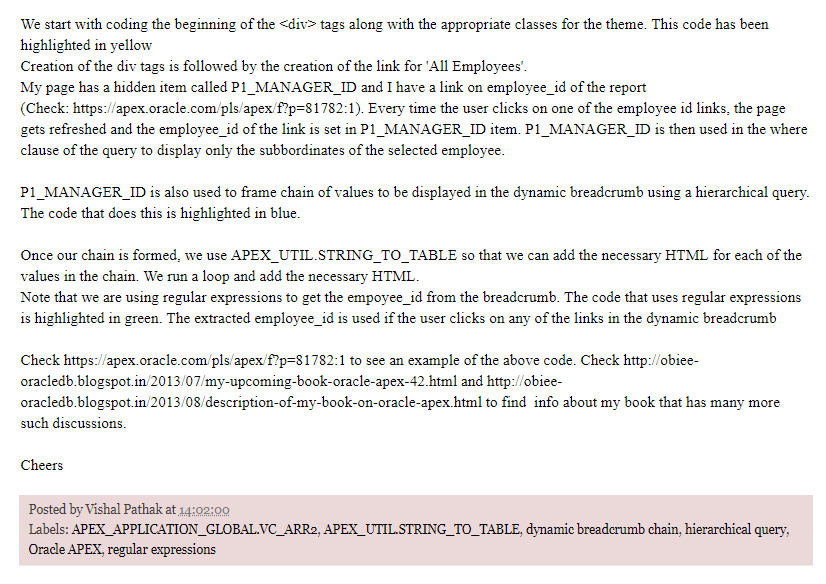 We start with coding the beginning of the <div> tags along with the appropriate classes for the theme. This code has been
highlighted in yellow
Creation of the div tags is followed by the creation of the link for 'All Employees'.
My page has a hidden item called P1_MANAGER_ID and I have a link on employee_id of the report
(Check: https://apex.oracle.com/pls/apex/f?p=81782:1). Every time the user clicks on one of the employee id links, the page
gets refreshed and the employee_id of the link is set in P1_MANAGER_ID item. P1_MANAGER_ID is then used in the where
clause of the query to display only the subbordinates of the selected employee.
P1_MANAGER_ID is also used to frame chain of values to be displayed in the dynamic breadcrumb using a hierarchical query.
The code that does this is highlighted in blue.
Once our chain is formed, we use APEX_UTIL.STRING_TO_TABLE so that we can add the necessary HTML for each of the
values in the chain. We run a loop and add the necessary HTML.
Note that we are using regular expressions to get the empoyee_id from the breadcrumb. The code that uses regular expressions
is highlighted in green. The extracted employee_id is used if the user clicks on any of the links in the dynamic breadcrumb
Check https://apex.oracle.com/pls/apex/f?p=81782:1 to see an example of the above code. Check http://obiee-
oracledb.blogspot.in/2013/07/my-upcoming-book-oracle-apex-42.html and http://obiee-
oracledb.blogspot.in/2013/08/description-of-my-book-on-oracle-apex.html to find  info about my book that has many more
such discussions.
Cheers
Posted by Vishal Pathak at 14:02:00
Labels: APEX_APPLICATION_GLOBAL.VC_ARR2, APEX_UTIL.STRING_TO_TABLE, dynamic breadcrumb chain, hierarchical query,
Oracle APEX, regular expressions